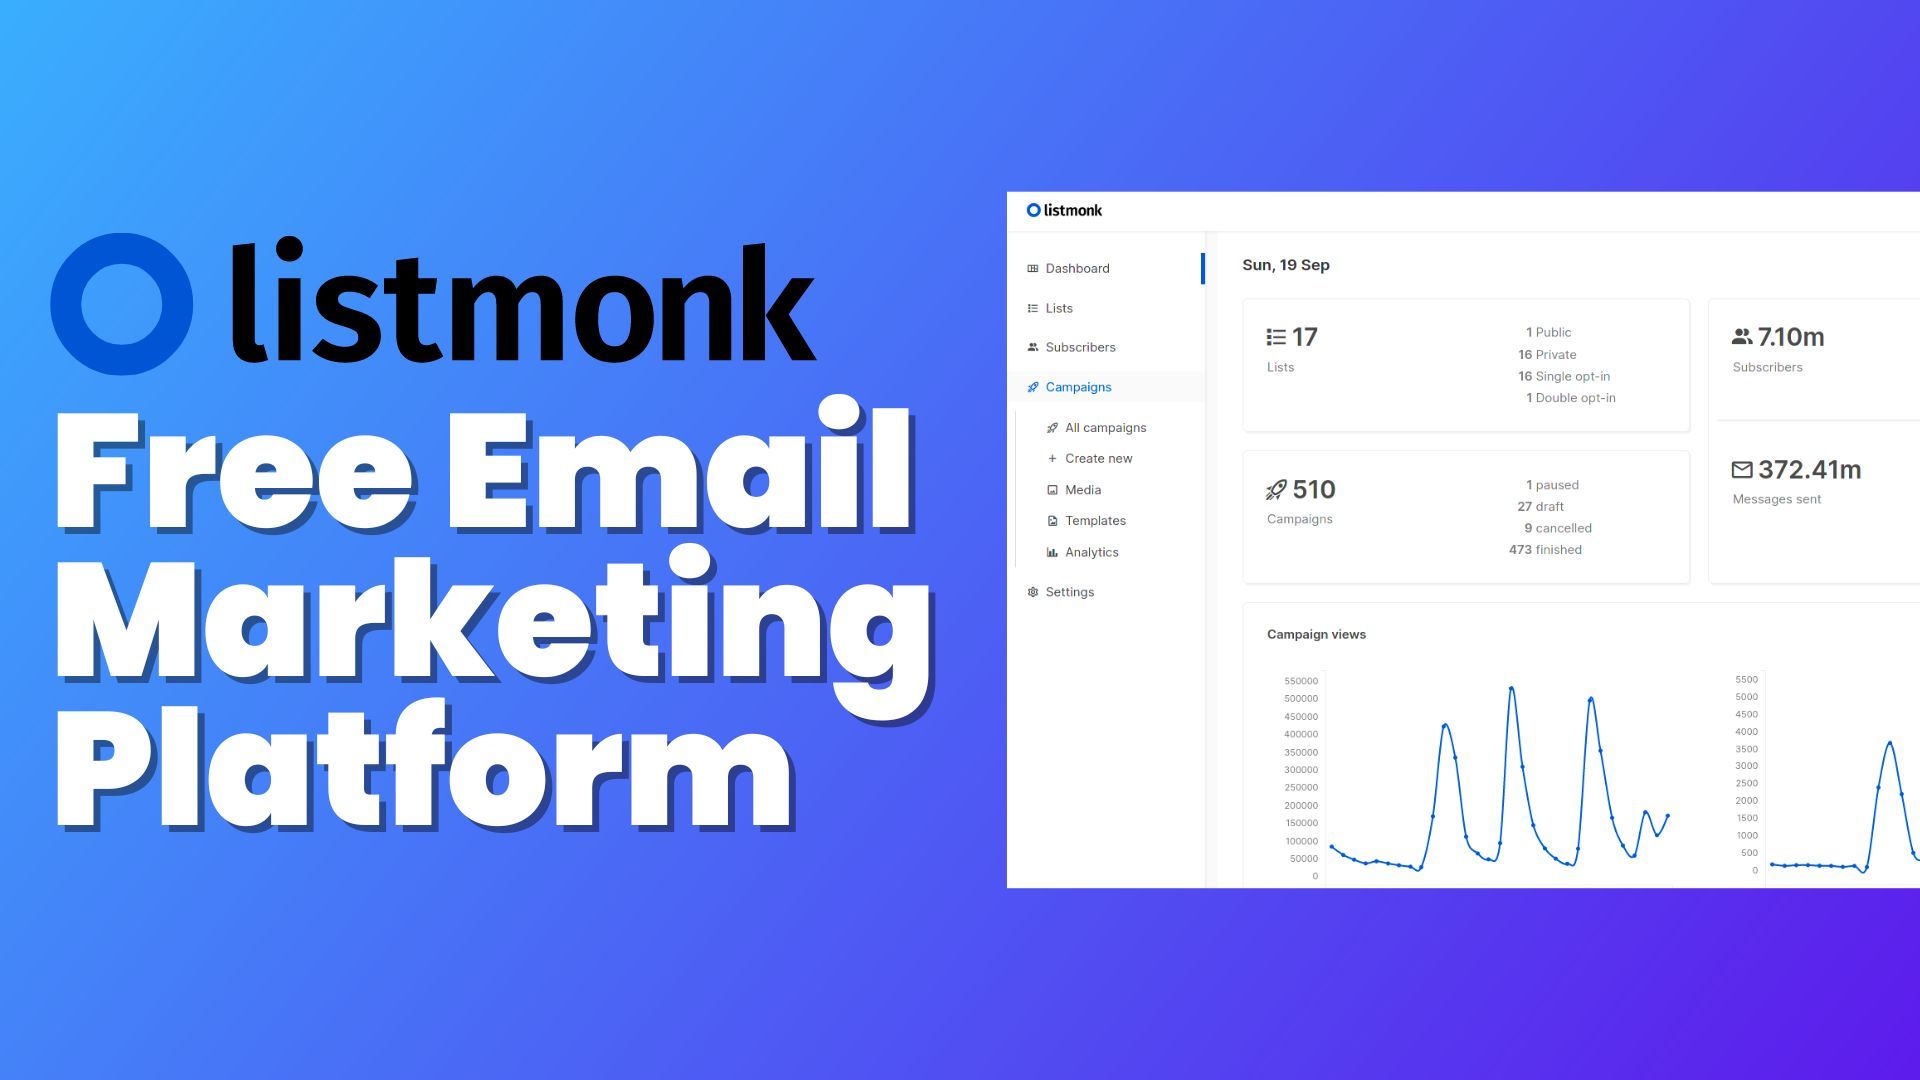 listmonk
Free Email
Marketing
Platform
listmonk
Dashboard
Lists
Subscribers
Campaigns
All campaigns
Create new
Media
Templates
Analytics
Settings
Sun, 19 Sep
17
Lists
1 Public
16 Private
16 Single opt-in
1 Double opt-in
7.10m
Subscribers
510
Campaigns
1 paused
27 draft
9 cancelled
473 finished
372.41m
Messages sent
Campaign views
550000
500000
450000
400000
350000
300000
250000
200000
150000
100000
50000
0
5500
5000
4500
4000
3500
3000
2500
2000
1500
1000
500
0